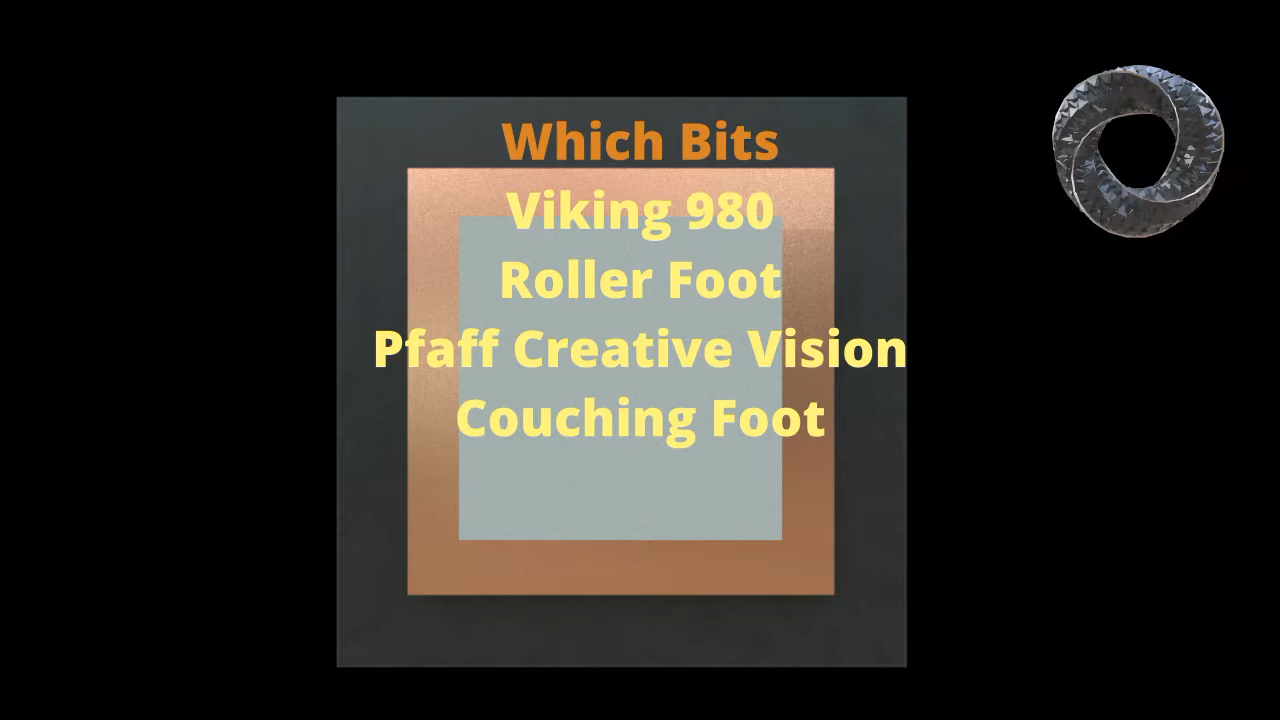 Which Bits
Viking 980
Roller Foot
Pfaff Creative Vision
Couching Foot